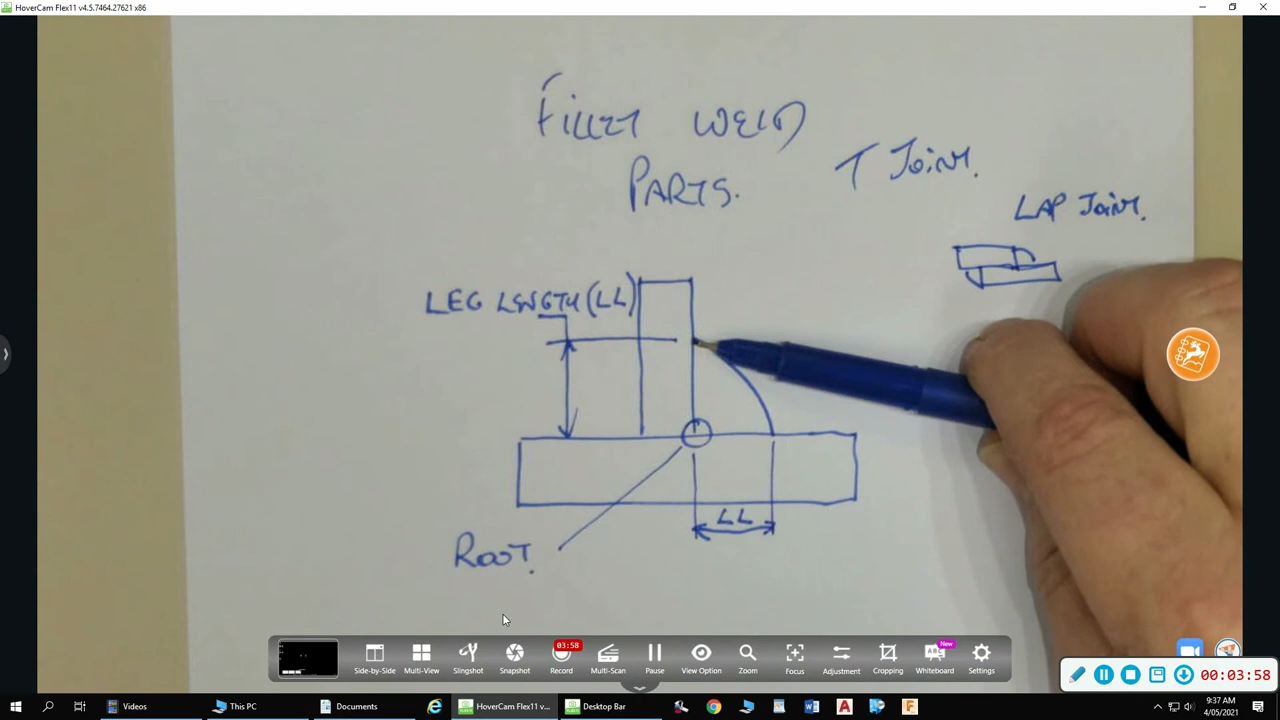 HoverCam Flex11 v4.5.7464.27621 x86
FILLET WELD
PARTS.
T JOINT.
LAP JOINT.
LEG LENGTH (LL)
LL
ROOT.
03:58
New
Side-by-Side Multi-View Slingshot Snapshot Record Multi-Scan Pause View Option Zoom Focus Adjustment Cropping Whiteboard Settings
00:03:58
Videos This PC Documents HoverCam Flex11 v... Desktop Bar
9:37 AM
4/05/2021